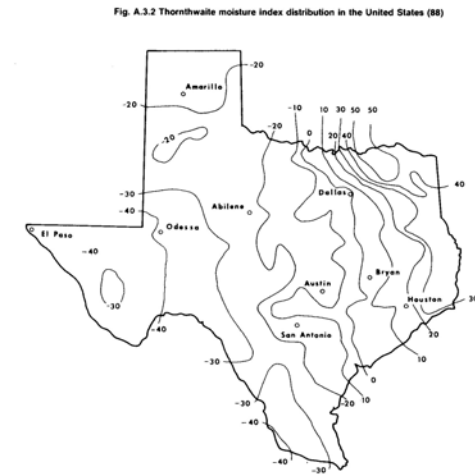 Fig. A.3.2 Thornthwaite moisture index distribution in the United States (88)
-20
Amarillo
-20
-10 10 30 50
0 20 40 50
-20
-20
40
-30
-40
Dallas
Abilene
El Paso
Odessa
-40
-30
Bryan
Austin
Houston
30
20
San Antonio
-40
10
-30
0
-20 10
-30
-40
-40
-30